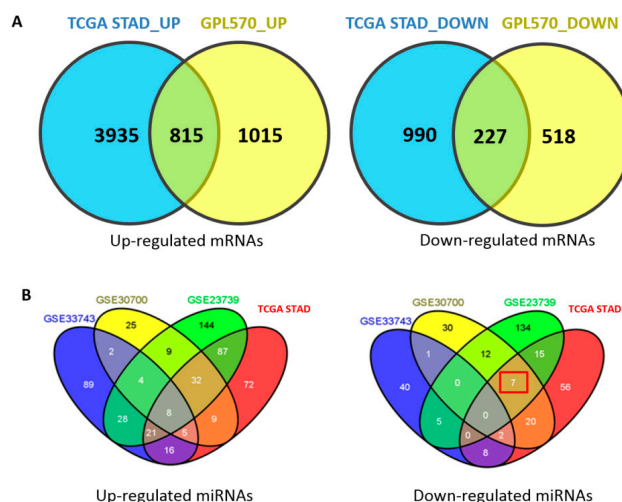 A
TCGA STAD_UP GPL570_UP
3935 815 1015
Up-regulated mRNAs
TCGA STAD_DOWN GPL570_DOWN
990 227 518
Down-regulated mRNAs
B
GSE30700 GSE23739
GSE33743 TCGA STAD
25 144
2 9 87
89 4 32 72
8
28 9
21 5
16
Up-regulated miRNAs
GSE30700 GSE23739
GSE33743 TCGA STAD
30 134
1 12 15
40 0 7 56
0
5 20
0 2
8
Down-regulated miRNAs